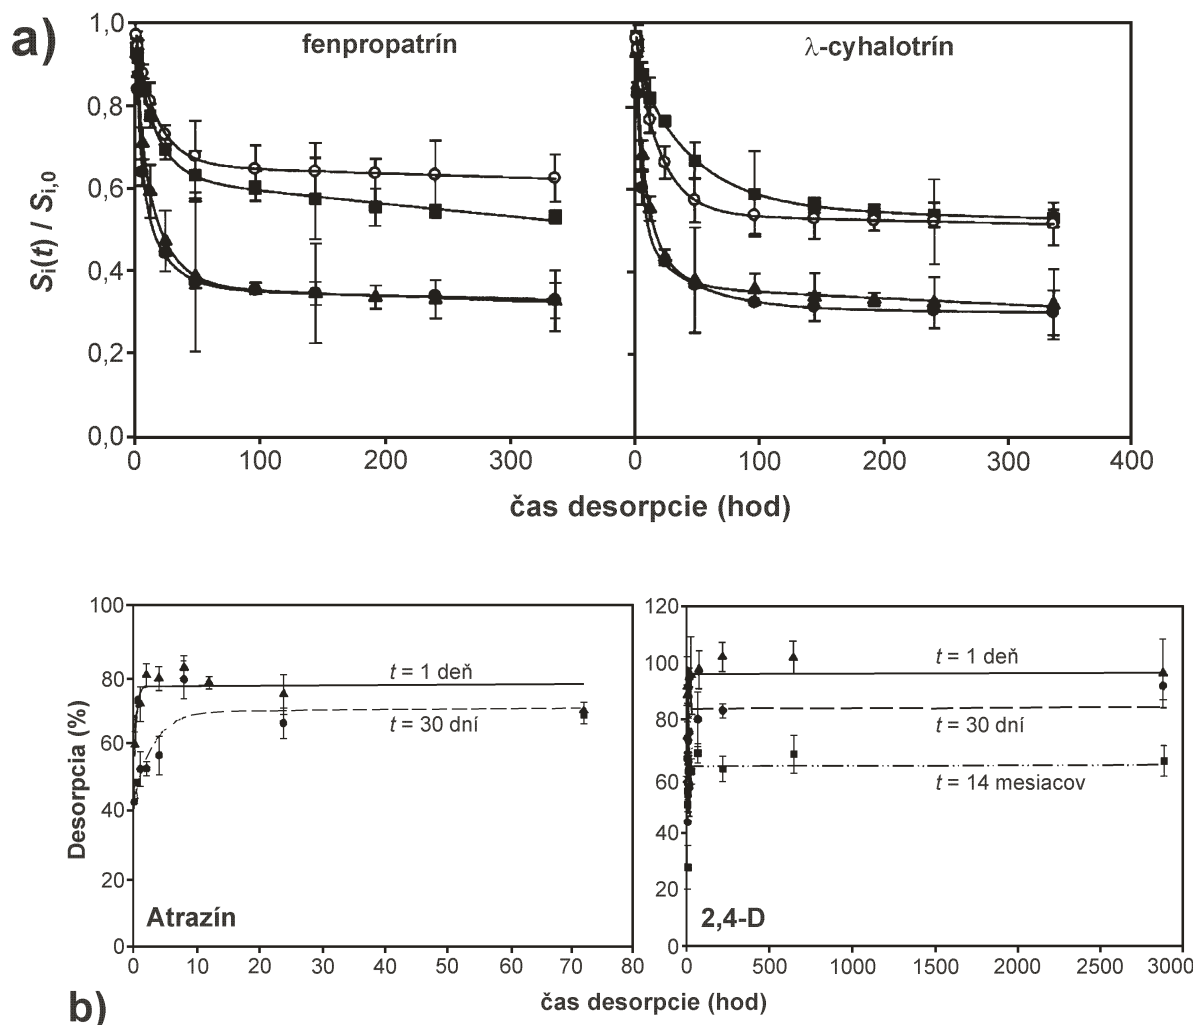 a)
fenpropatrín
λ-cyhalotrín
Si(t) / Si,0
1,0
0,8
0,6
0,4
0,2
0,0
0 100 200 300
0 100 200 300 400
čas desorpcie (hod)
Desorpcia (%)
100
80
60
40
20
0
t = 1 deň
t = 30 dní
Atrazín
0 10 20 30 40 50 60 70 80
120
100
80
60
40
20
0
t = 1 deň
t = 30 dní
t = 14 mesiacov
2,4-D
0 500 1000 1500 2000 2500 3000
čas desorpcie (hod)
b)